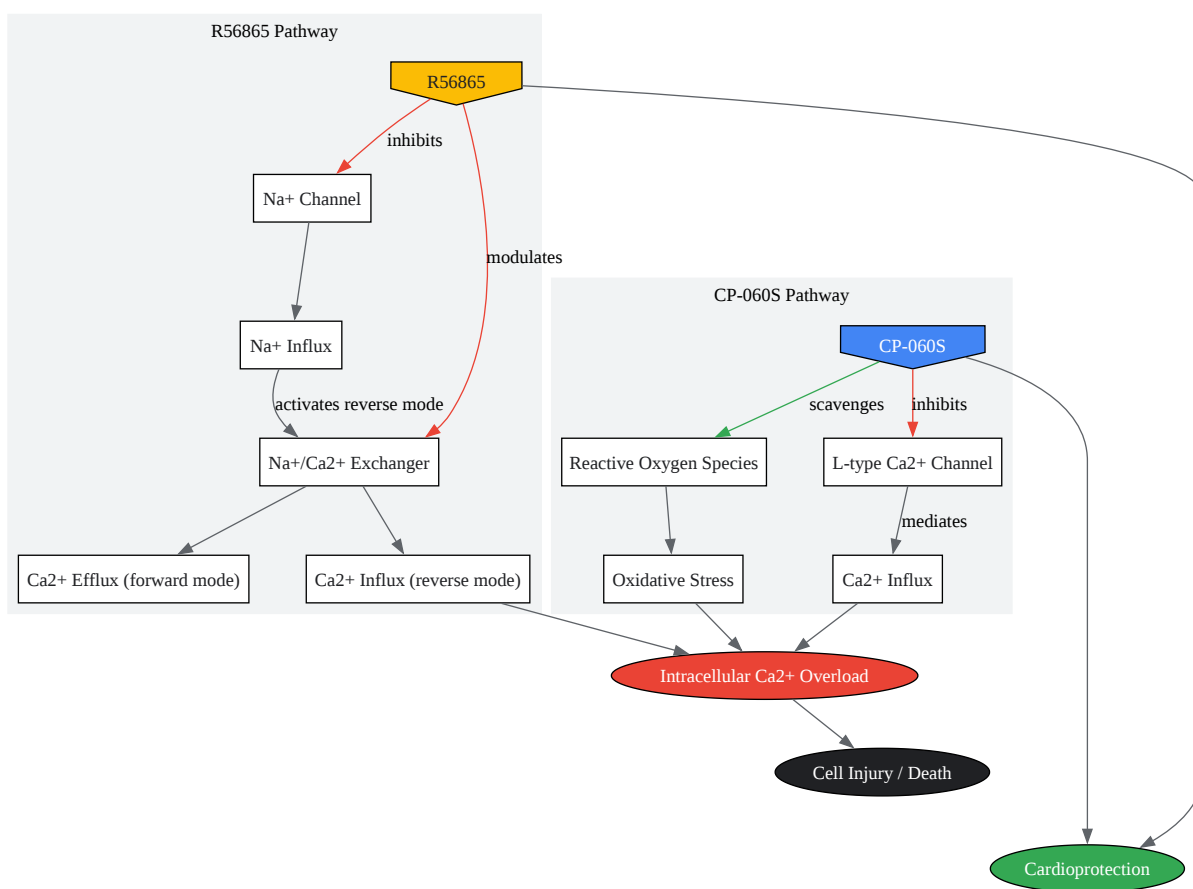 R56865 Pathway
R56865
inhibits
Na+ Channel
modulates
CP-060S Pathway
Na+ Influx
CP-060S
activates reverse mode
scavenges
inhibits
Na+/Ca2+ Exchanger
Reactive Oxygen Species
L-type Ca2+ Channel
mediates
Ca2+ Efflux (forward mode)
Ca2+ Influx (reverse mode)
Oxidative Stress
Ca2+ Influx
Intracellular Ca2+ Overload
Cell Injury / Death
Cardioprotection